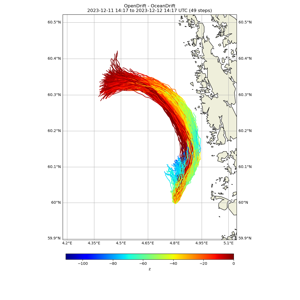 OpenDrift - OceanDrift
2023-12-11 14:17 to 2023-12-12 14:17 UTC (49 steps)
60.5°N 60.5°N
60.4°N 60.4°N
60.3°N 60.3°N
60.2°N 60.2°N
60.1°N 60.1°N
60°N 60°N
59.9°N 59.9°N
4.2°E 4.35°E 4.5°E 4.65°E 4.8°E 4.95°E 5.1°E
−100 −80 −60 −40 −20 0